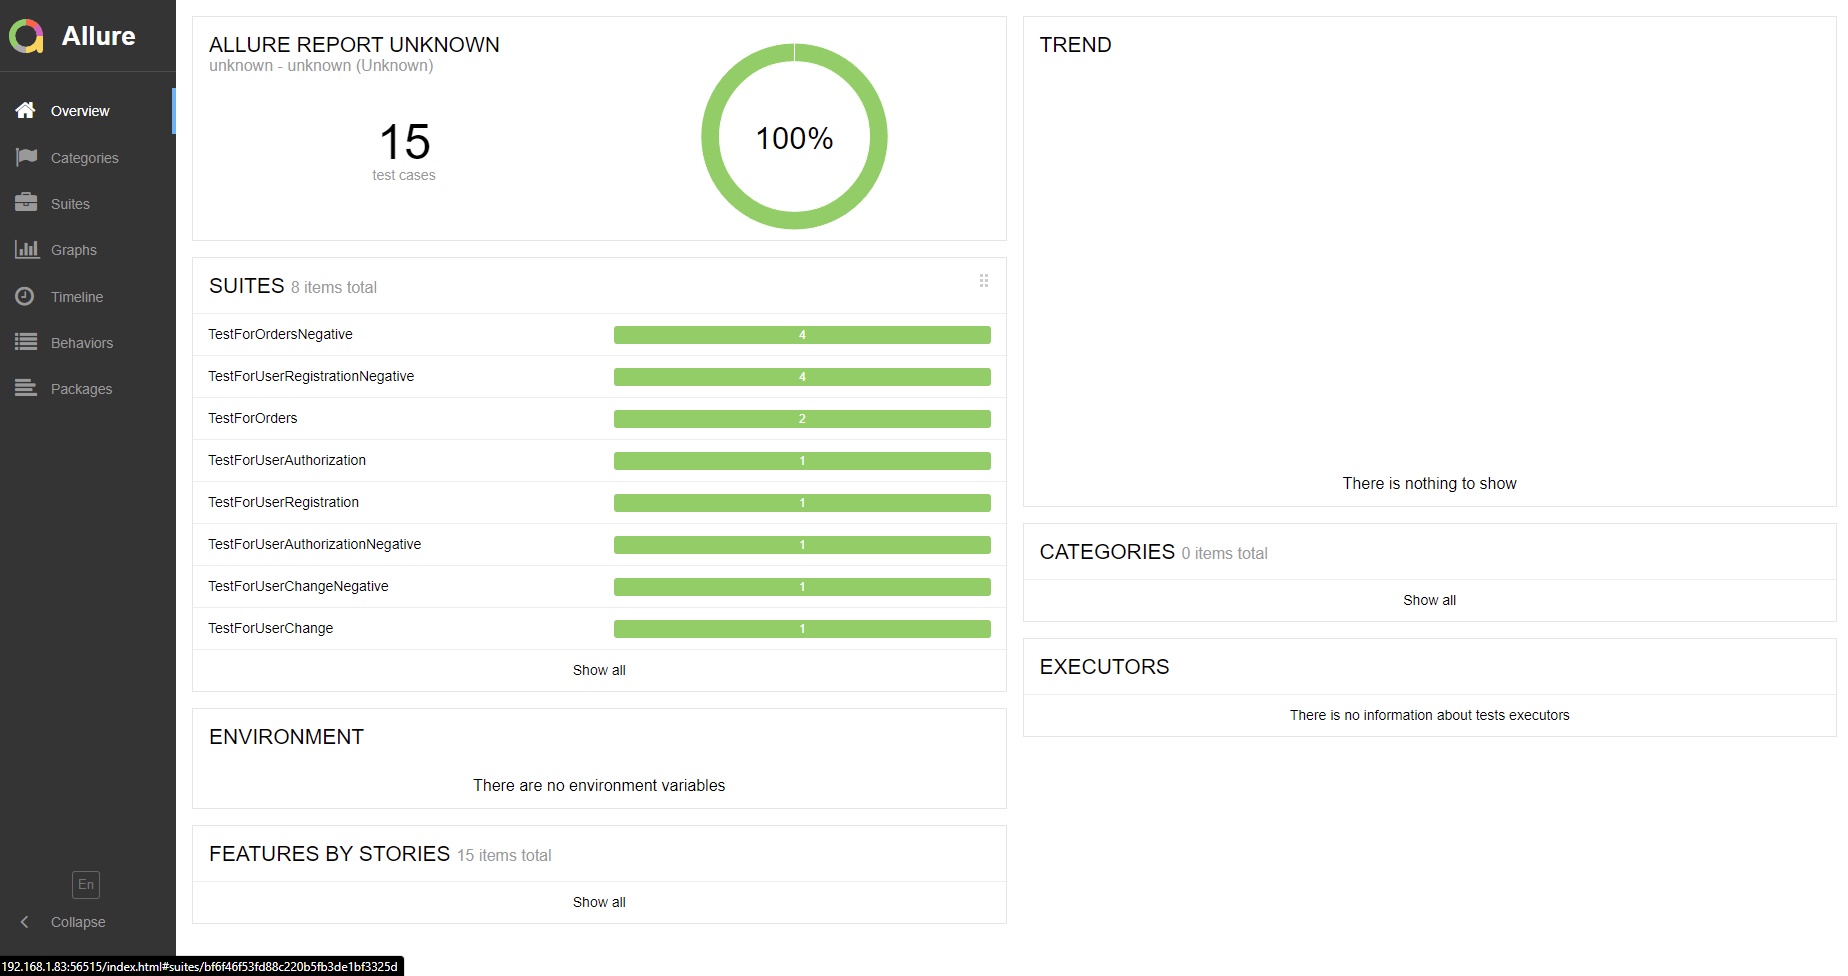 Allure
Overview
Categories
Suites
Graphs
Timeline
Behaviors
Packages
En
Collapse
ALLURE REPORT UNKNOWN
unknown - unknown (Unknown)
15
test cases
100%
SUITES 8 items total
TestForOrdersNegative 4
TestForUserRegistrationNegative 4
TestForOrders 2
TestForUserAuthorization 1
TestForUserRegistration 1
TestForUserAuthorizationNegative 1
TestForUserChangeNegative 1
TestForUserChange 1
Show all
ENVIRONMENT
There are no environment variables
FEATURES BY STORIES 15 items total
Show all
TREND
There is nothing to show
CATEGORIES 0 items total
Show all
EXECUTORS
There is no information about tests executors
192.168.1.83:56515/index.html#suites/bf6f46f53fd88c220b5fb3de1bf3325d